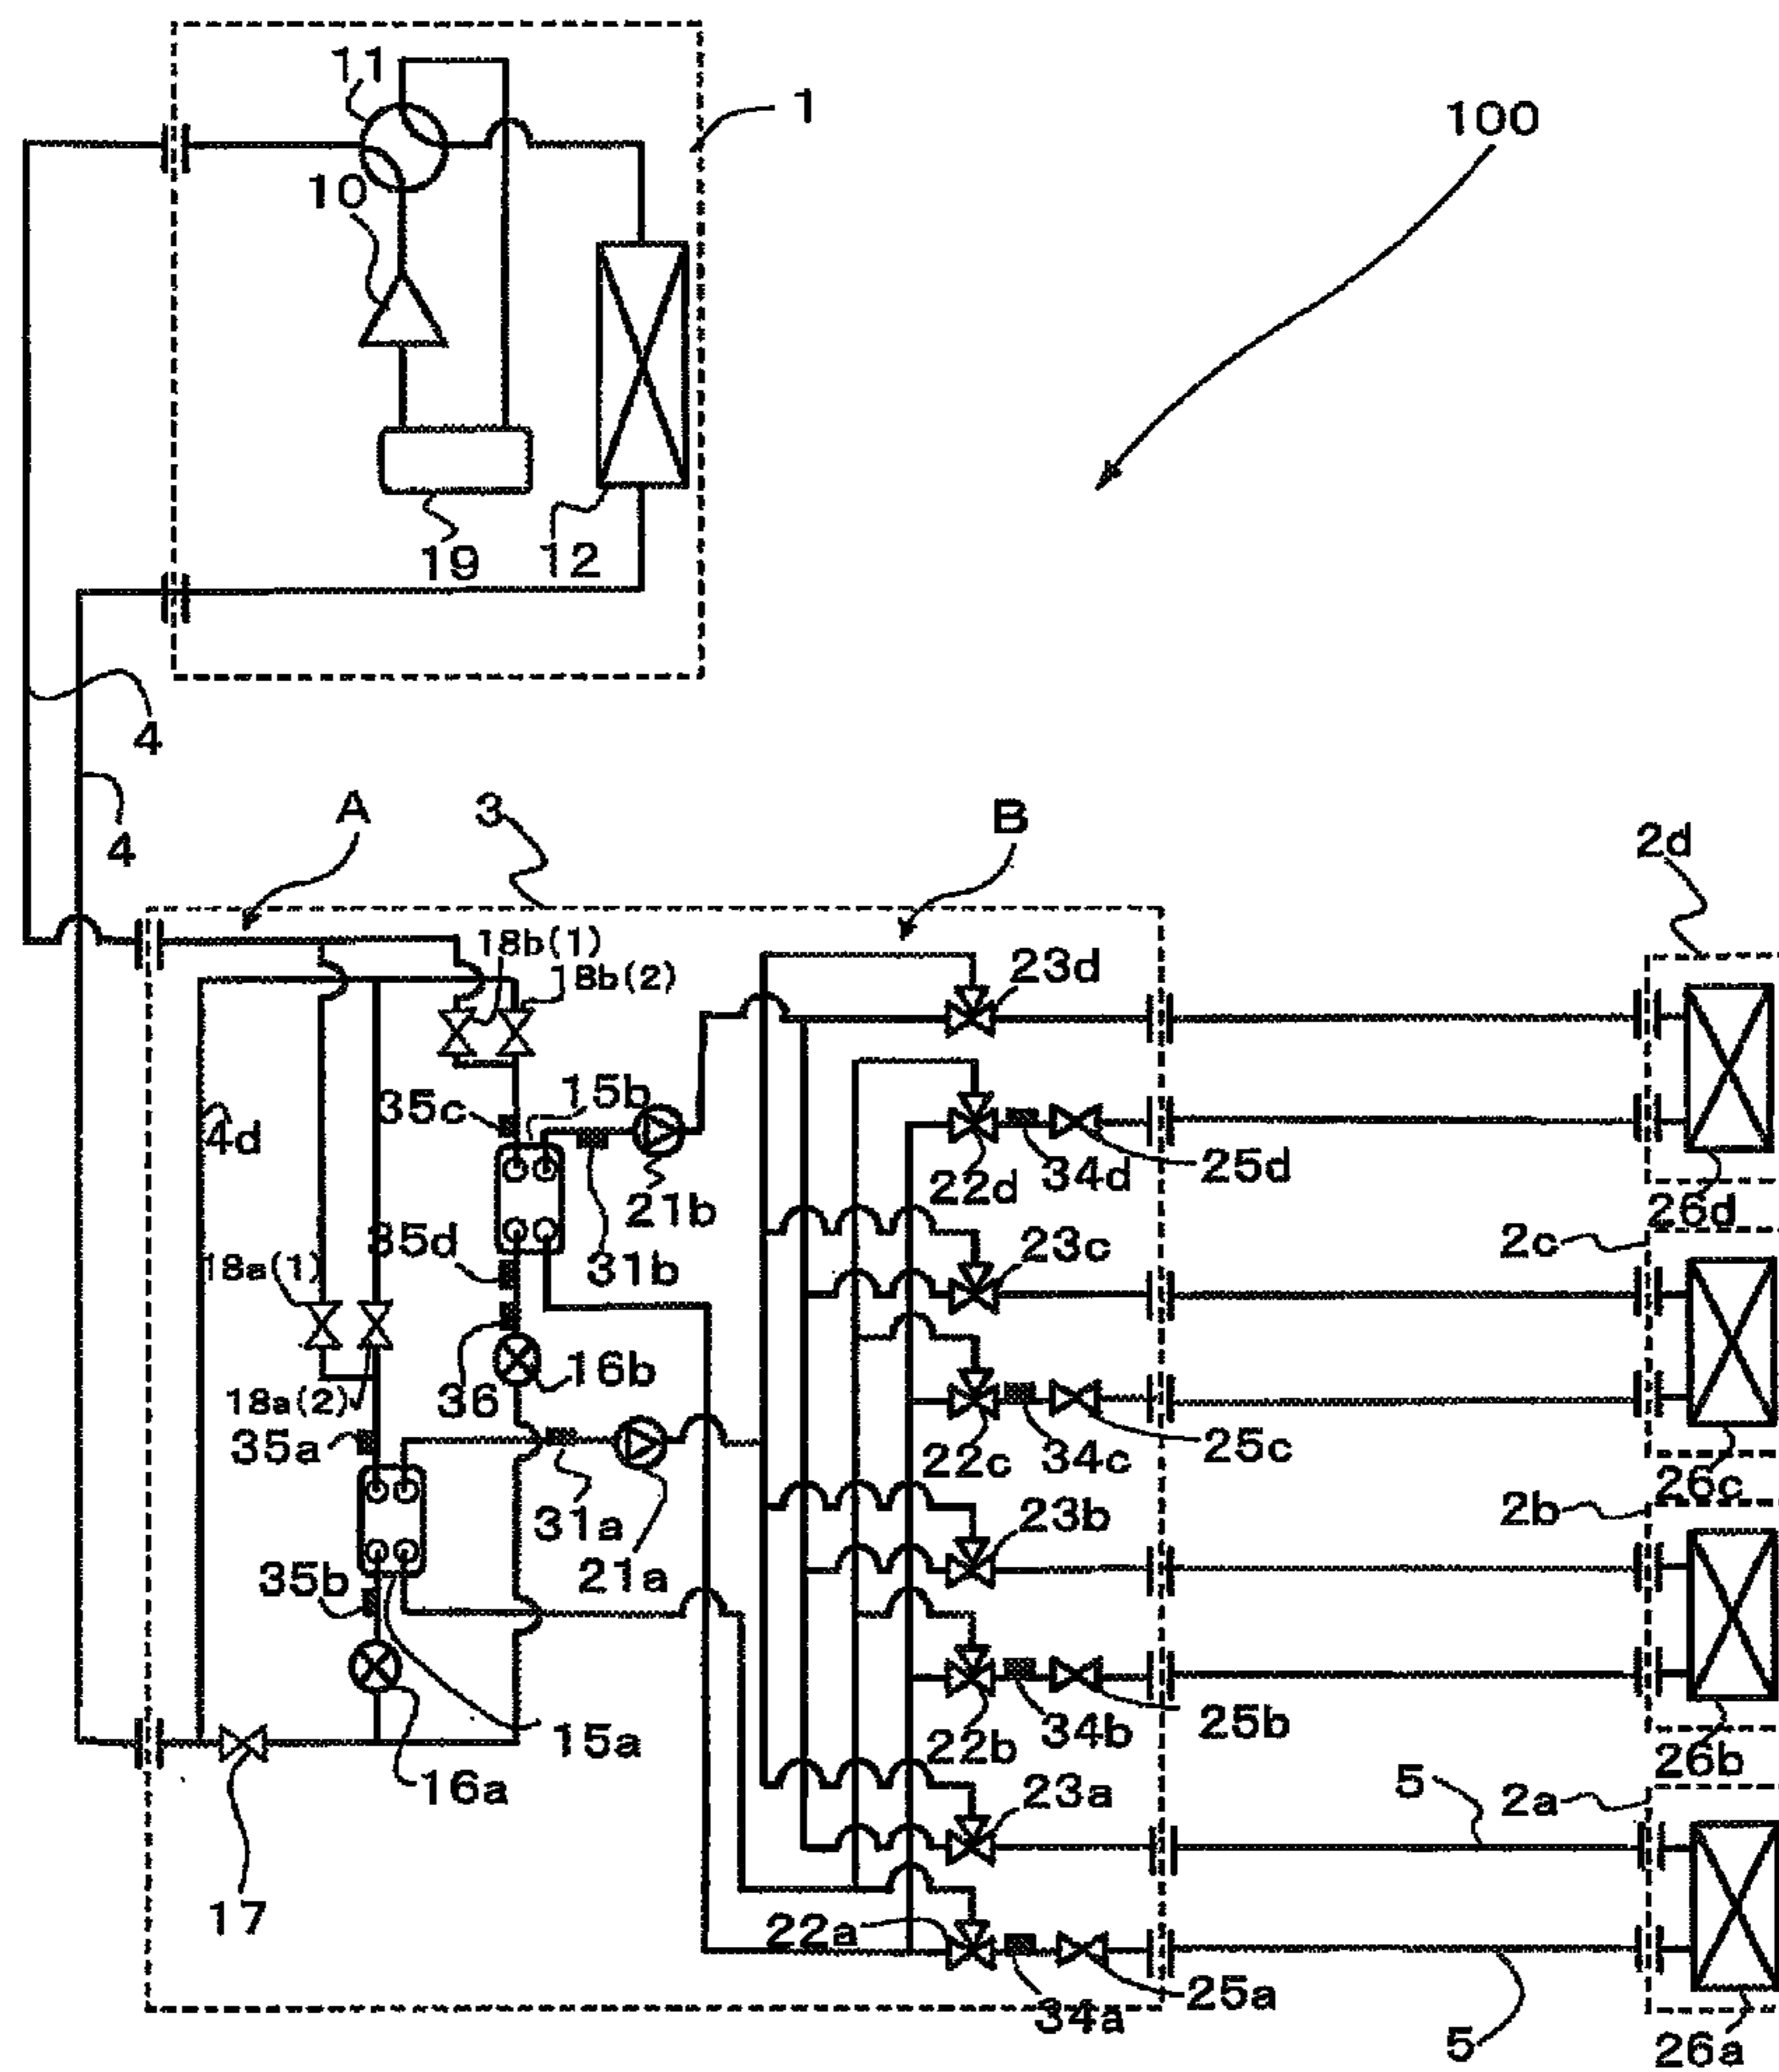 11
1
100
10
19
12
4
4
A
3
B
2d
18b(1)
18b(2)
23d
4d
35c
15b
21b
22d
34d
25d
26d
35d
31b
23c
2c
18a(1)
36
16b
18a(2)
35a
22c
34c
25c
26c
31a
21a
23b
2b
35b
15a
16a
22b
34b
25b
26b
23a
5
2a
17
22a
34a
25a
5
26a